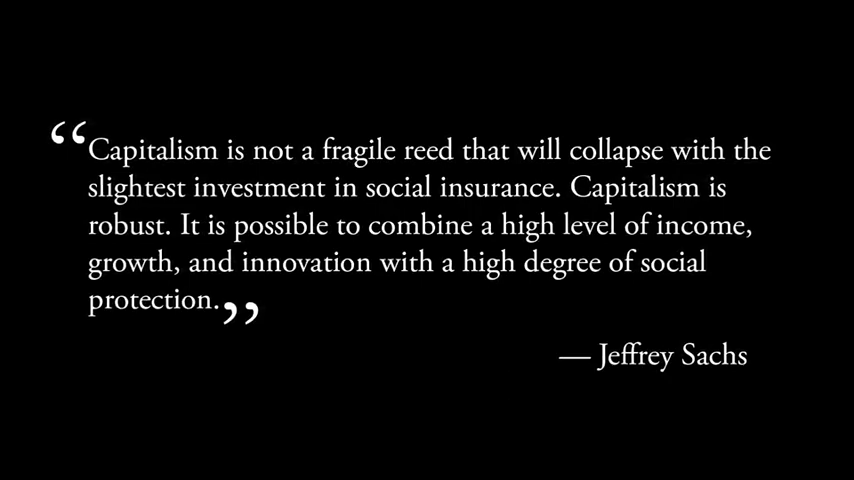 “Capitalism is not a fragile reed that will collapse with the
slightest investment in social insurance. Capitalism is
robust. It is possible to combine a high level of income,
growth, and innovation with a high degree of social
protection.”
— Jeffrey Sachs